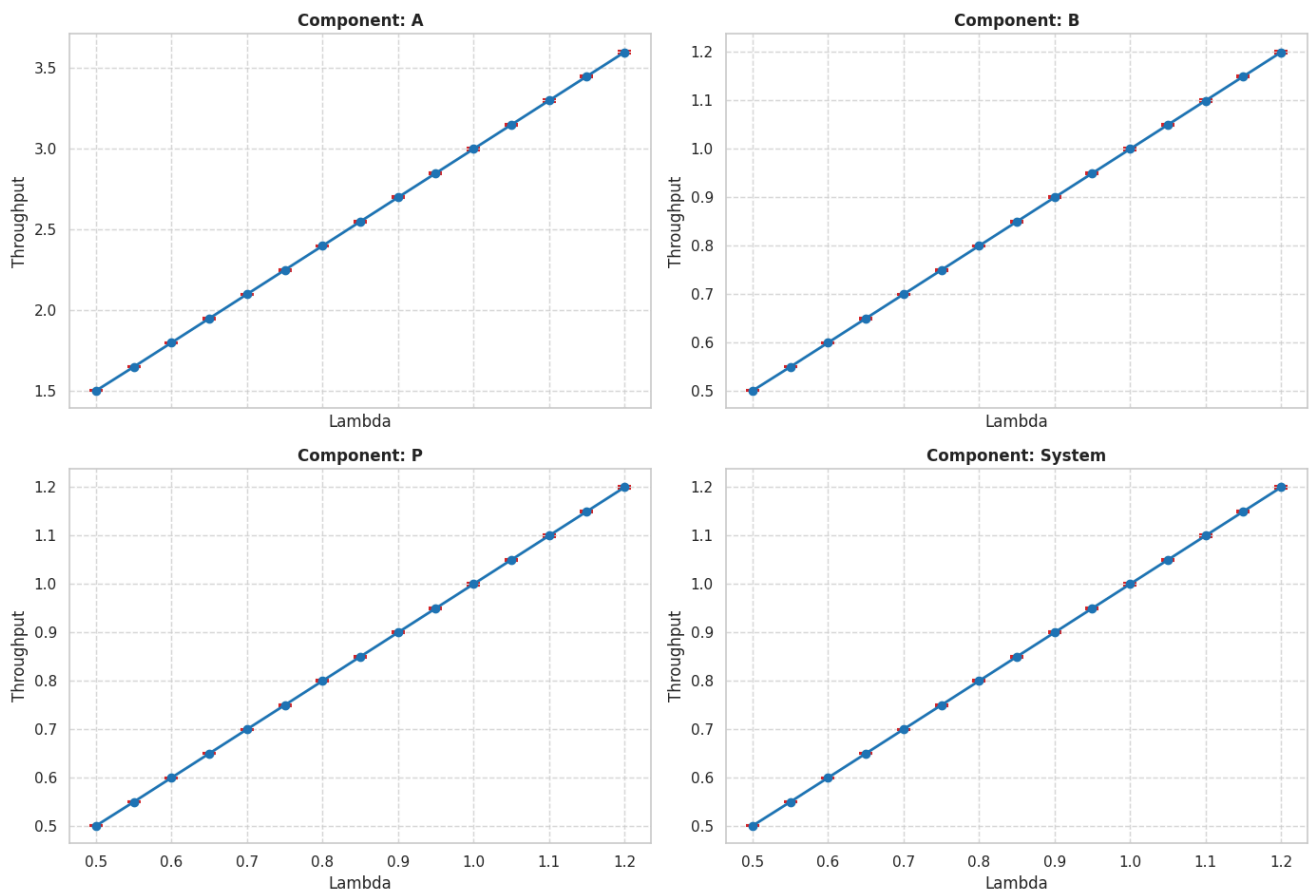 Component: A
Throughput
3.5
3.0
2.5
2.0
1.5
Lambda
Component: B
Throughput
1.2
1.1
1.0
0.9
0.8
0.7
0.6
0.5
Lambda
Component: P
Throughput
1.2
1.1
1.0
0.9
0.8
0.7
0.6
0.5
0.5 0.6 0.7 0.8 0.9 1.0 1.1 1.2
Lambda
Component: System
Throughput
1.2
1.1
1.0
0.9
0.8
0.7
0.6
0.5
0.5 0.6 0.7 0.8 0.9 1.0 1.1 1.2
Lambda